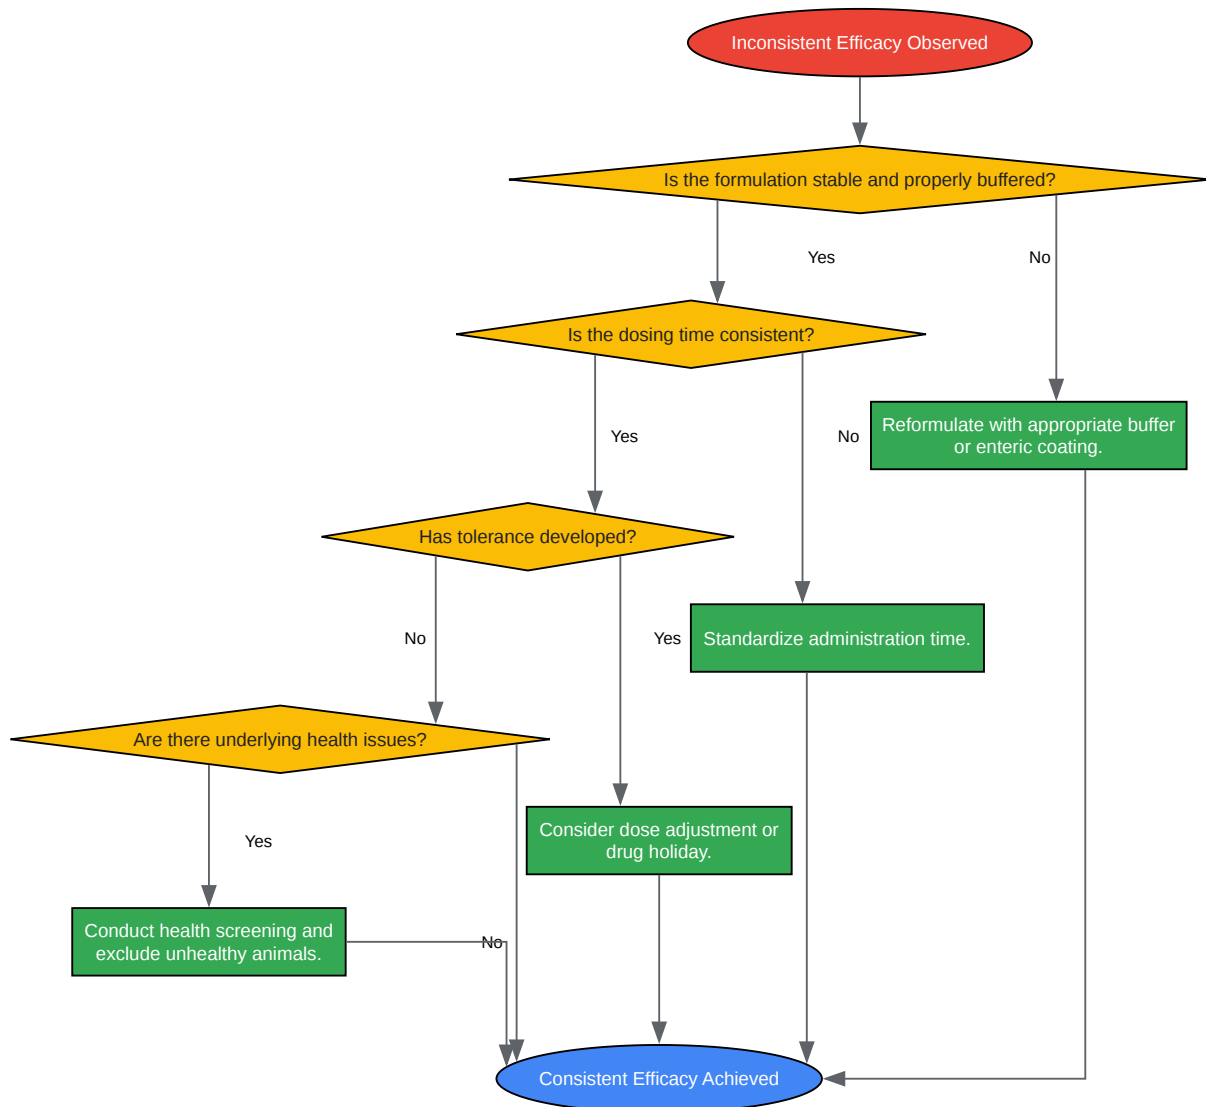 Inconsistent Efficacy Observed
Is the formulation stable and properly buffered?
Yes
No
Is the dosing time consistent?
Yes
No
Reformulate with appropriate buffer
or enteric coating.
Has tolerance developed?
No
Yes
Standardize administration time.
Are there underlying health issues?
Yes
Consider dose adjustment or
drug holiday.
Conduct health screening and
exclude unhealthy animals.
No
Consistent Efficacy Achieved